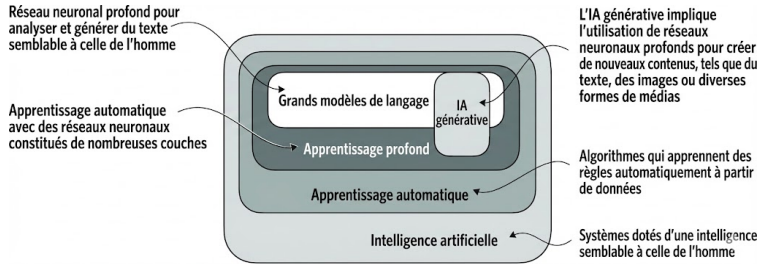 Réseau neuronal profond pour
analyser et générer du texte
semblable à celle de l'homme
Apprentissage automatique
avec des réseaux neuronaux
constitués de nombreuses couches
Grands modèles de langage
IA
générative
Apprentissage profond
Apprentissage automatique
Intelligence artificielle
L'IA générative implique
l'utilisation de réseaux
neuronaux profonds pour créer
de nouveaux contenus, tels que du
texte, des images ou diverses
formes de médias
Algorithmes qui apprennent des
règles automatiquement à partir
de données
Systèmes dotés d'une intelligence
semblable à celle de l'homme